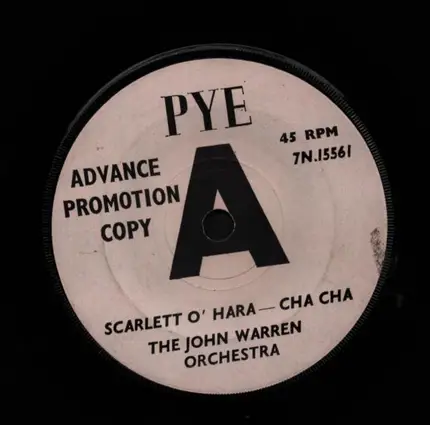 PYE
45 RPM
7N.15561
ADVANCE
PROMOTION
COPY
A
SCARLETT O' HARA — CHA CHA
THE JOHN WARREN
ORCHESTRA